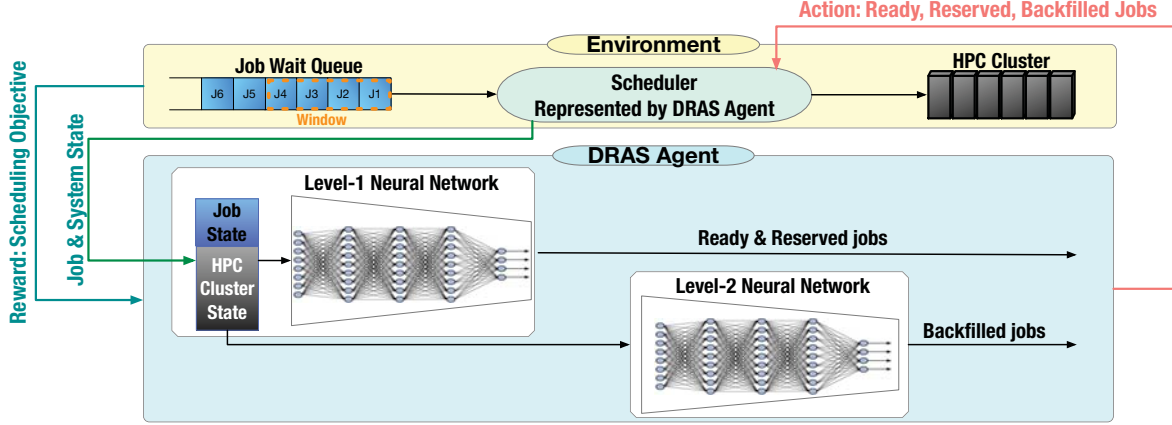 Action: Ready, Reserved, Backfilled Jobs
Environment
Job Wait Queue
J6 J5 J4 J3 J2 J1
Window
Scheduler
Represented by DRAS Agent
HPC Cluster
Reward: Scheduling Objective
Job & System State
DRAS Agent
Level-1 Neural Network
Job
State
HPC
Cluster
State
Ready & Reserved jobs
Level-2 Neural Network
Backfilled jobs